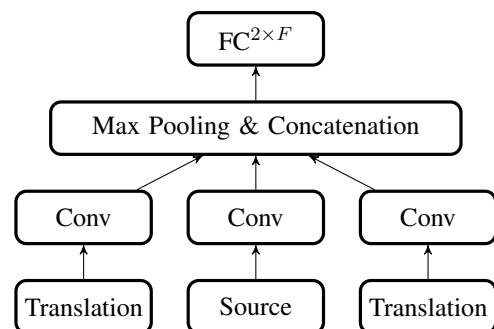 FC^{2×F}
Max Pooling & Concatenation
Conv Conv Conv
Translation Source Translation